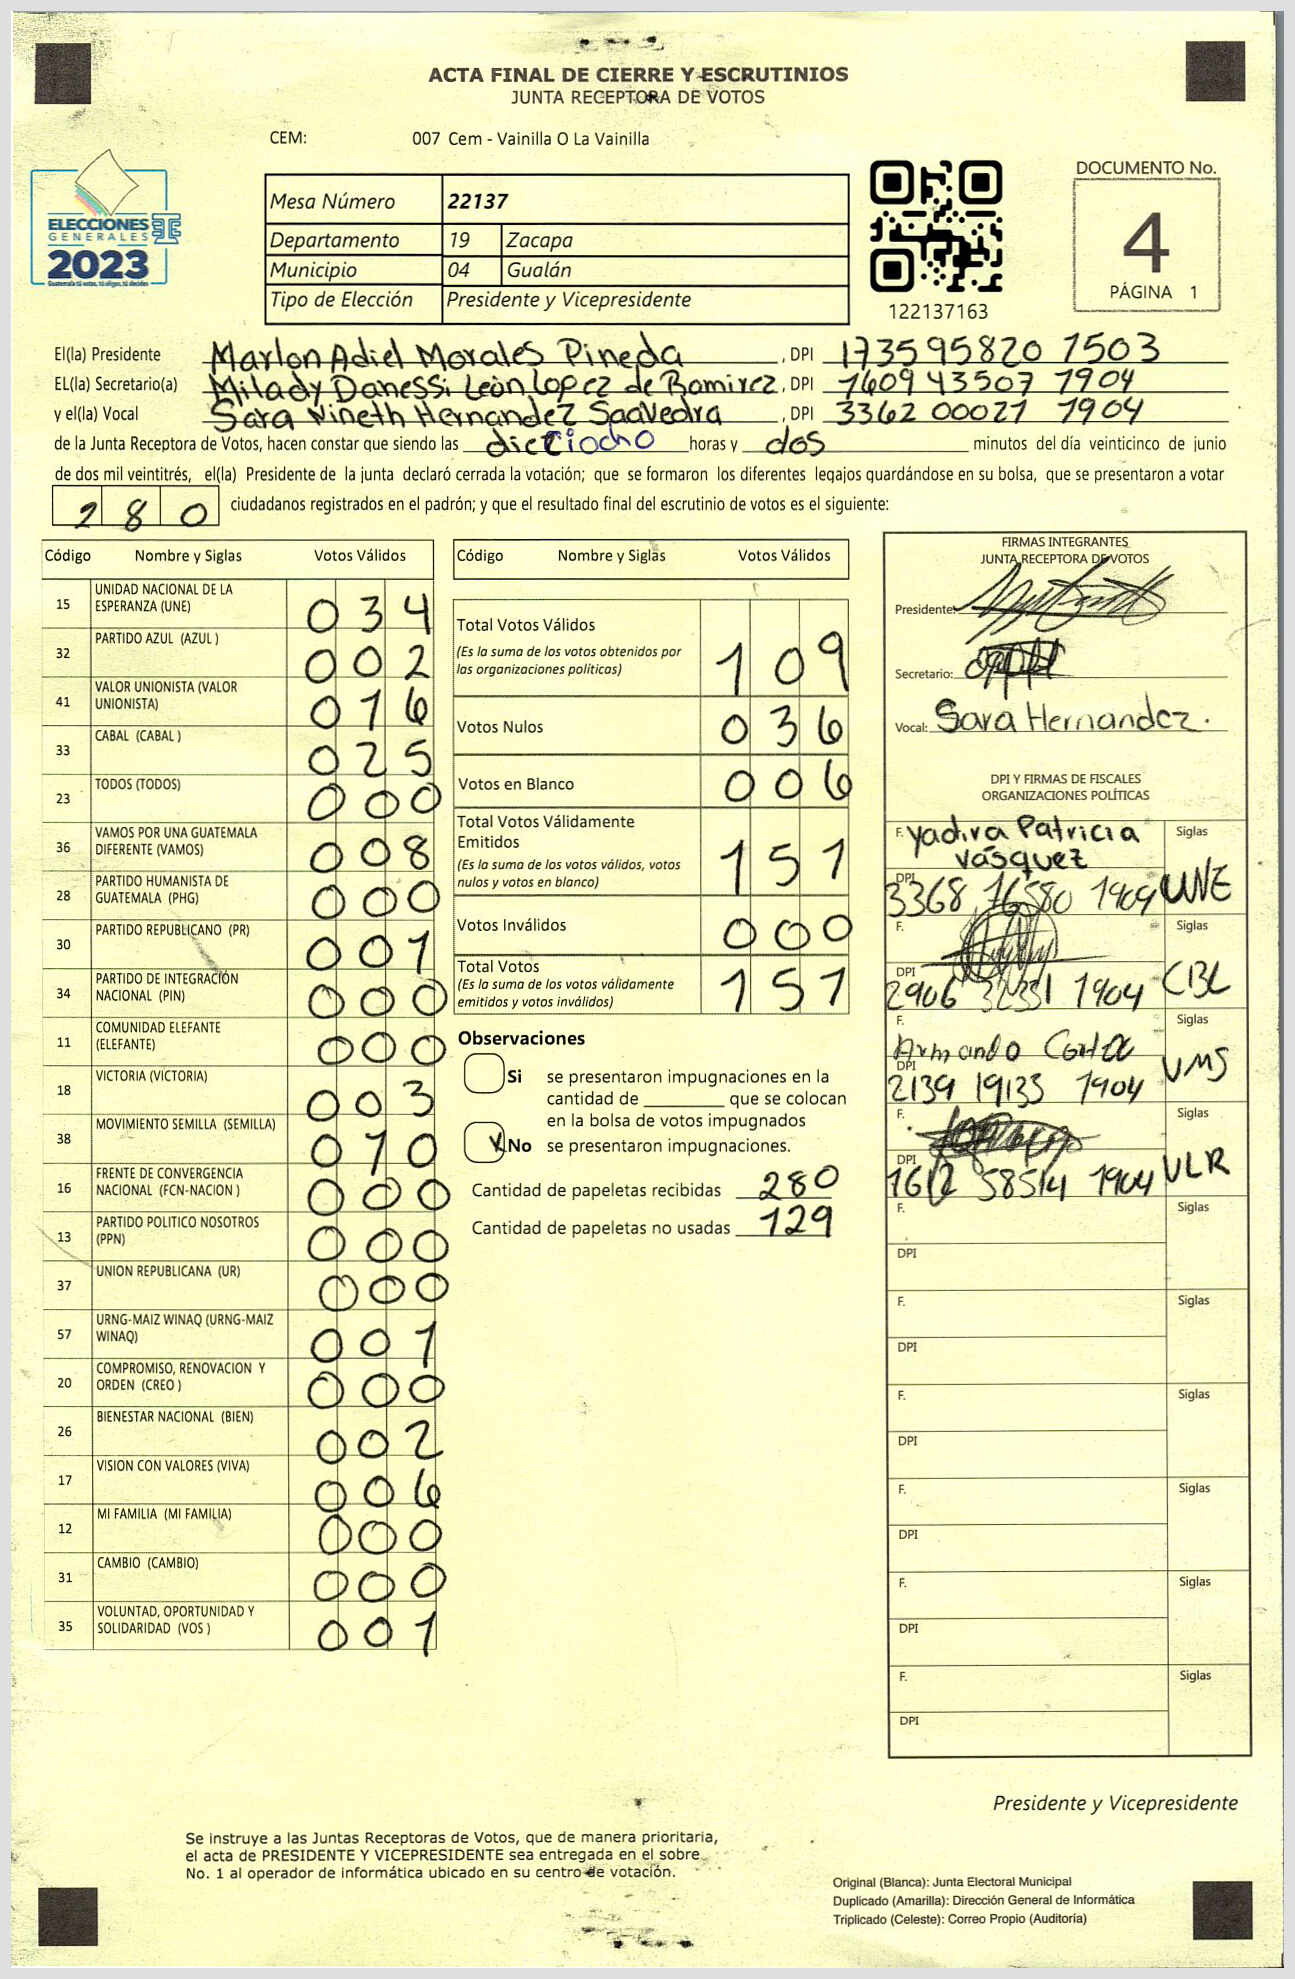 ACTA FINAL DE CIERRE Y ESCRUTINIOS
JUNTA RECEPTORA DE VOTOS
CEM: 007 Cem - Vainilla O La Vainilla
ELECCIONES
GENERALES
2023
Guatemala tú votas, tú eliges, tú decides
Mesa Número 22137
Departamento 19 Zacapa
Municipio 04 Gualán
Tipo de Elección Presidente y Vicepresidente
122137163
DOCUMENTO No.
4
PÁGINA 1
El(la) Presidente Marlon Adiel Morales Pineda, DPI 173595820 1503
EL(la) Secretario(a) Milady Danessi Leòn Lopez de Ramirez, DPI 1609 43507 1904
y el(la) Vocal Sara Vineth Hernandez Saavedra, DPI 3362 00021 1904
de la Junta Receptora de Votos, hacen constar que siendo las dieciocho horas y dos minutos del día veinticinco de junio
de dos mil veintitrés, el(la) Presidente de la junta declaró cerrada la votación; que se formaron los diferentes legajos quardándose en su bolsa, que se presentaron a votar
280 ciudadanos registrados en el padrón; y que el resultado final del escrutinio de votos es el siguiente:
Código Nombre y Siglas Votos Válidos
15 UNIDAD NACIONAL DE LA ESPERANZA (UNE) 034
32 PARTIDO AZUL (AZUL ) 002
41 VALOR UNIONISTA (VALOR UNIONISTA) 016
33 CABAL (CABAL ) 025
23 TODOS (TODOS) 000
36 VAMOS POR UNA GUATEMALA DIFERENTE (VAMOS) 008
28 PARTIDO HUMANISTA DE GUATEMALA (PHG) 000
30 PARTIDO REPUBLICANO (PR) 001
34 PARTIDO DE INTEGRACIÓN NACIONAL (PIN) 000
11 COMUNIDAD ELEFANTE (ELEFANTE) 000
18 VICTORIA (VICTORIA) 003
38 MOVIMIENTO SEMILLA (SEMILLA) 010
16 FRENTE DE CONVERGENCIA NACIONAL (FCN-NACION ) 000
13 PARTIDO POLITICO NOSOTROS (PPN) 000
37 UNION REPUBLICANA (UR) 000
57 URNG-MAIZ WINAQ (URNG-MAIZ WINAQ) 001
20 COMPROMISO, RENOVACION Y ORDEN (CREO ) 000
26 BIENESTAR NACIONAL (BIEN) 002
17 VISION CON VALORES (VIVA) 006
12 MI FAMILIA (MI FAMILIA) 000
31 CAMBIO (CAMBIO) 000
35 VOLUNTAD, OPORTUNIDAD Y SOLIDARIDAD (VOS ) 001
Código Nombre y Siglas Votos Válidos
Total Votos Válidos 109
(Es la suma de los votos obtenidos por
las organizaciones políticas)
Votos Nulos 036
Votos en Blanco 006
Total Votos Válidamente
Emitidos 151
(Es la suma de los votos válidos, votos
nulos y votos en blanco)
Votos Inválidos 000
Total Votos 151
(Es la suma de los votos válidamente
emitidos y votos inválidos)
Observaciones
Si se presentaron impugnaciones en la
cantidad de ________ que se colocan
en la bolsa de votos impugnados
No se presentaron impugnaciones.
Cantidad de papeletas recibidas 280
Cantidad de papeletas no usadas 129
FIRMAS INTEGRANTES
JUNTA RECEPTORA DE VOTOS
Presidente:
Secretario:
Vocal: Sara Hernandez.
DPI Y FIRMAS DE FISCALES
ORGANIZACIONES POLÍTICAS
F. Yadira Patricia Vásquez Siglas
DPI 3368 76580 1904 UNE
F. Siglas
DPI 2906 32351 1904 CBL
F. Armando Siglas
DPI 2139 19133 1904 VMS
F. Siglas
DPI 1612 58514 1904 VLR
F. Siglas
DPI
F. Siglas
DPI
F. Siglas
DPI
F. Siglas
DPI
F. Siglas
DPI
F. Siglas
DPI
Presidente y Vicepresidente
Se instruye a las Juntas Receptoras de Votos, que de manera prioritaria,
el acta de PRESIDENTE Y VICEPRESIDENTE sea entregada en el sobre
No. 1 al operador de informática ubicado en su centro de votación.
Original (Blanca): Junta Electoral Municipal
Duplicado (Amarilla): Dirección General de Informática
Triplicado (Celeste): Correo Propio (Auditoría)